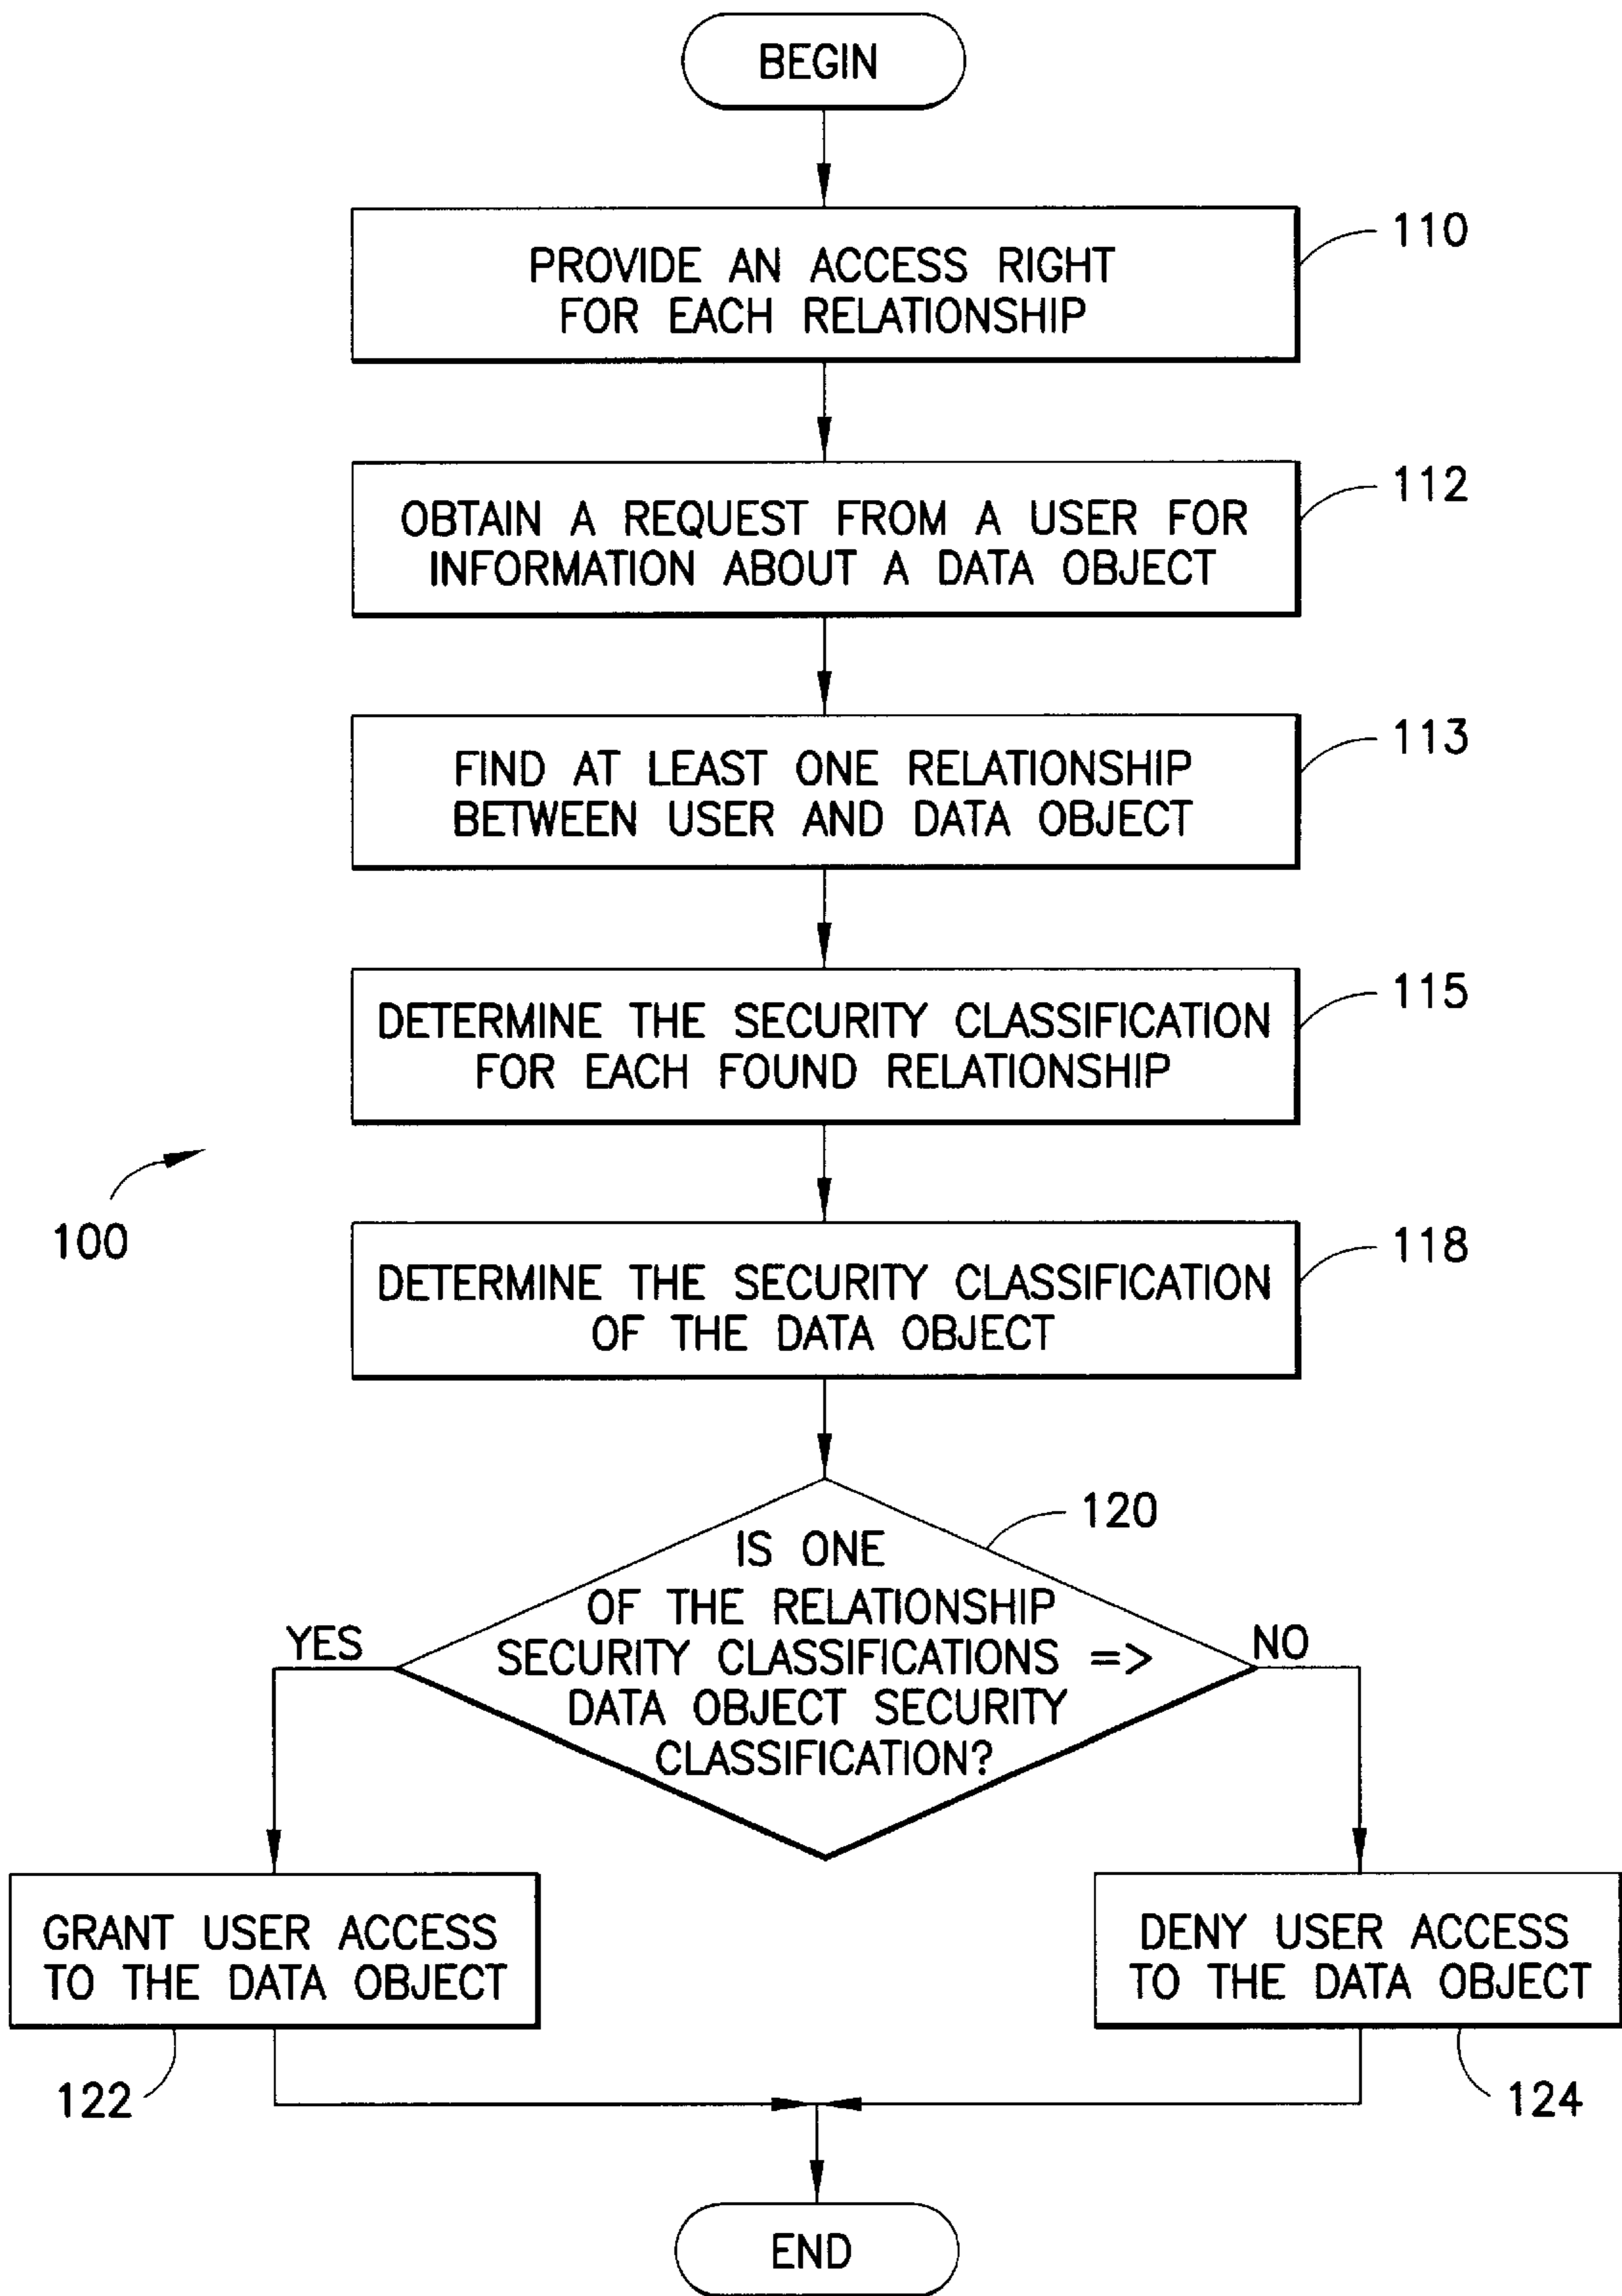 BEGIN
PROVIDE AN ACCESS RIGHT
FOR EACH RELATIONSHIP
110
OBTAIN A REQUEST FROM A USER FOR
INFORMATION ABOUT A DATA OBJECT
112
FIND AT LEAST ONE RELATIONSHIP
BETWEEN USER AND DATA OBJECT
113
DETERMINE THE SECURITY CLASSIFICATION
FOR EACH FOUND RELATIONSHIP
115
100
DETERMINE THE SECURITY CLASSIFICATION
OF THE DATA OBJECT
118
120
IS ONE
OF THE RELATIONSHIP
SECURITY CLASSIFICATIONS =>
DATA OBJECT SECURITY
CLASSIFICATION?
YES
NO
GRANT USER ACCESS
TO THE DATA OBJECT
122
DENY USER ACCESS
TO THE DATA OBJECT
124
END